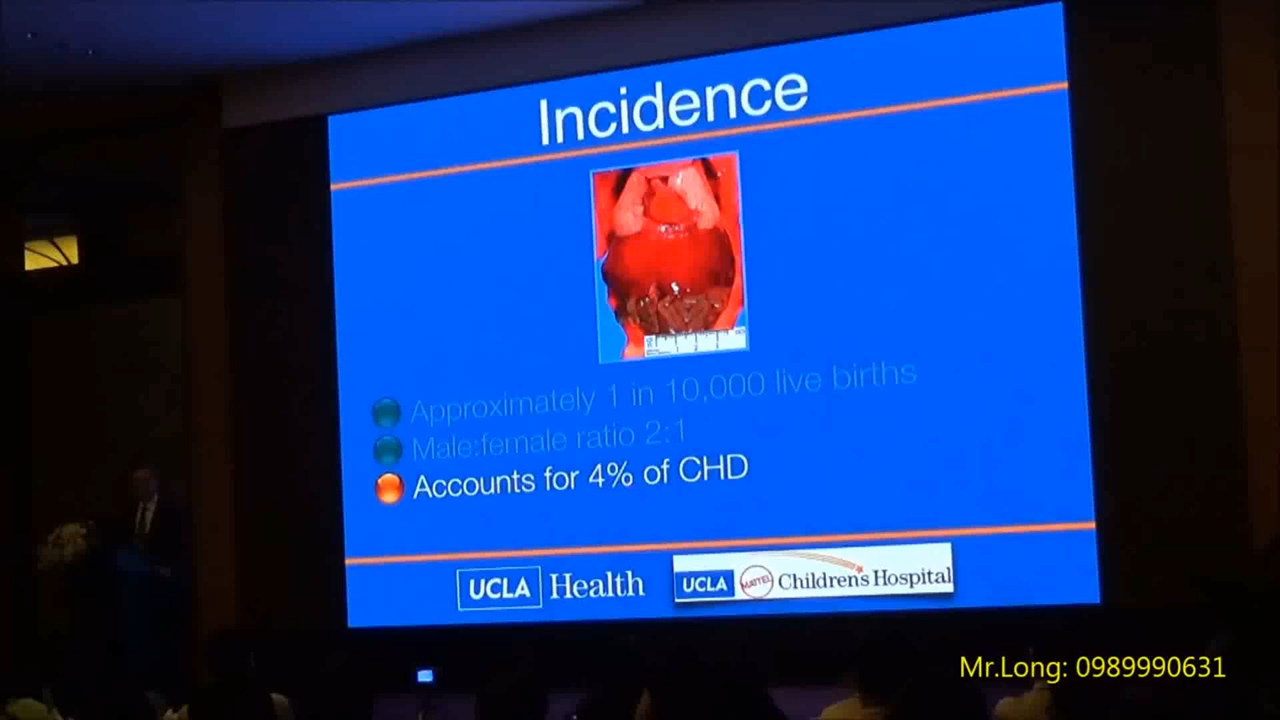 Incidence
Approximately 1 in 10,000 live births
Male:female ratio 2:1
Accounts for 4% of CHD
UCLA Health
UCLA MATTEL Children's Hospital
Mr.Long: 0989990631